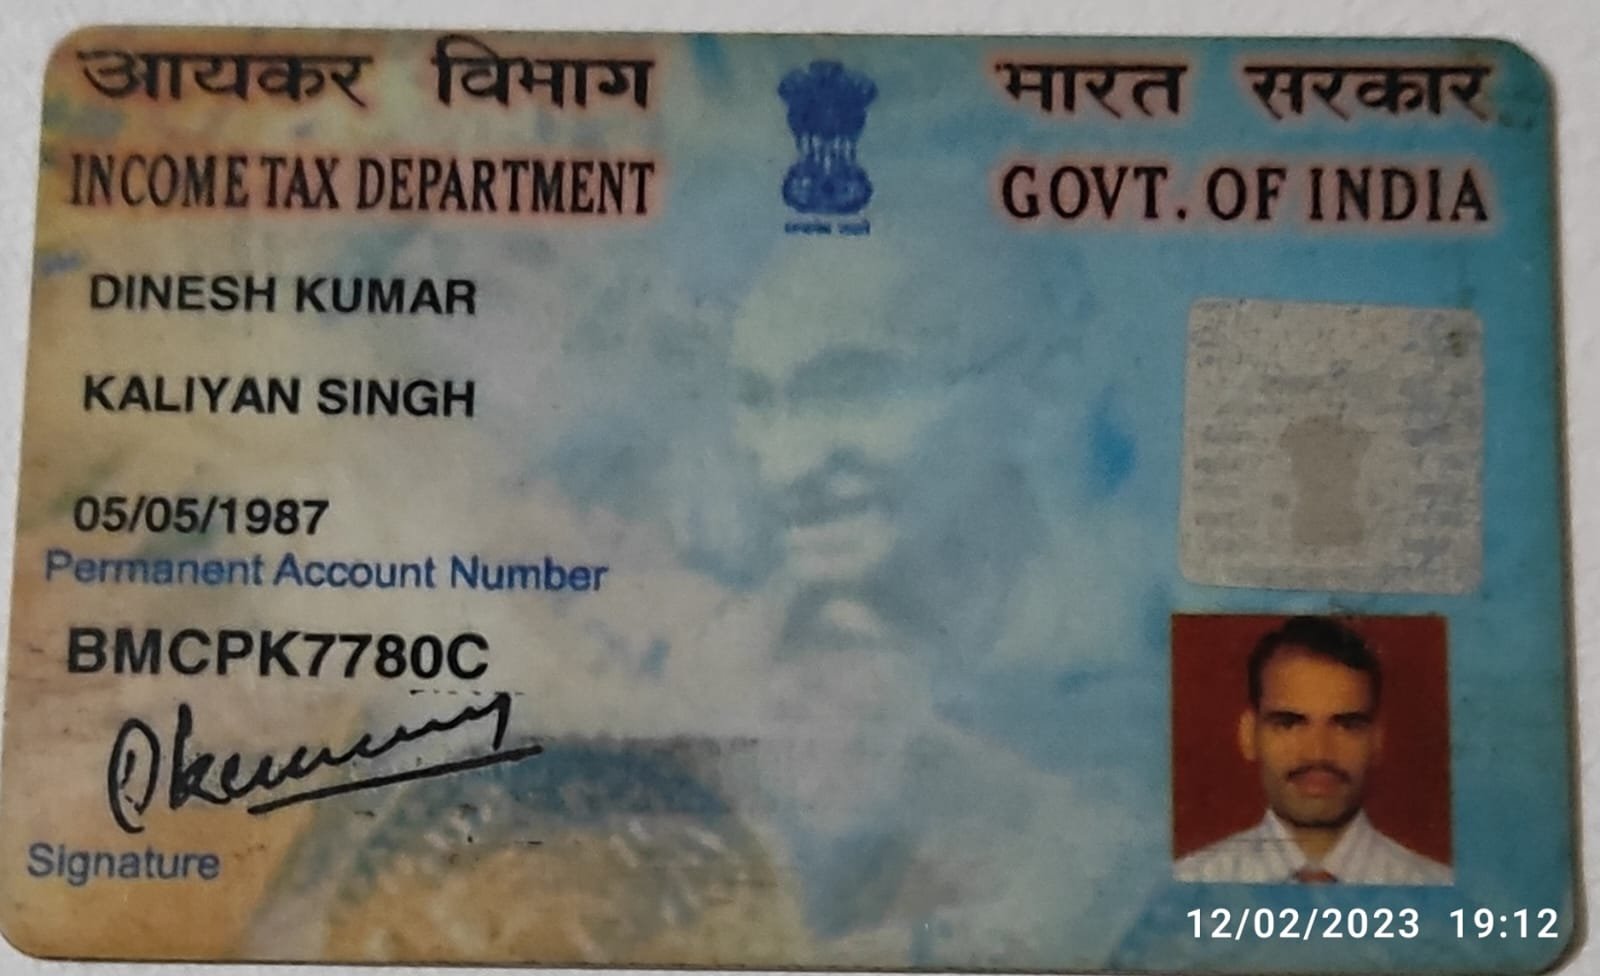 आयकर विभाग
INCOME TAX DEPARTMENT
भारत सरकार
GOVT. OF INDIA
DINESH KUMAR
KALIYAN SINGH
05/05/1987
Permanent Account Number
BMCPK7780C
Signature
12/02/2023 19:12